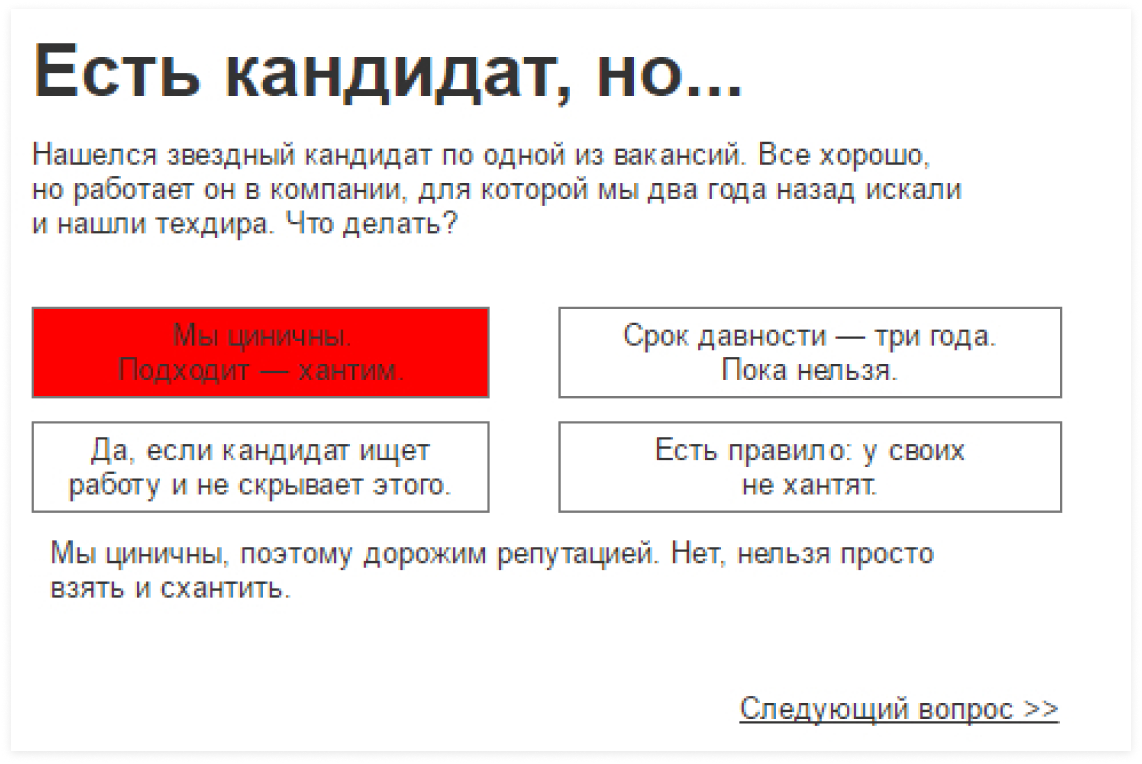 Есть кандидат, но...
Нашелся звездный кандидат по одной из вакансий. Все хорошо,
но работает он в компании, для которой мы два года назад искали
и нашли техдира. Что делать?
Мы циничны.
Подходит — хантим.
Срок давности — три года.
Пока нельзя.
Да, если кандидат ищет
работу и не скрывает этого.
Есть правило: у своих
не хантят.
Мы циничны, поэтому дорожим репутацией. Нет, нельзя просто
взять и схантить.
Следующий вопрос >>